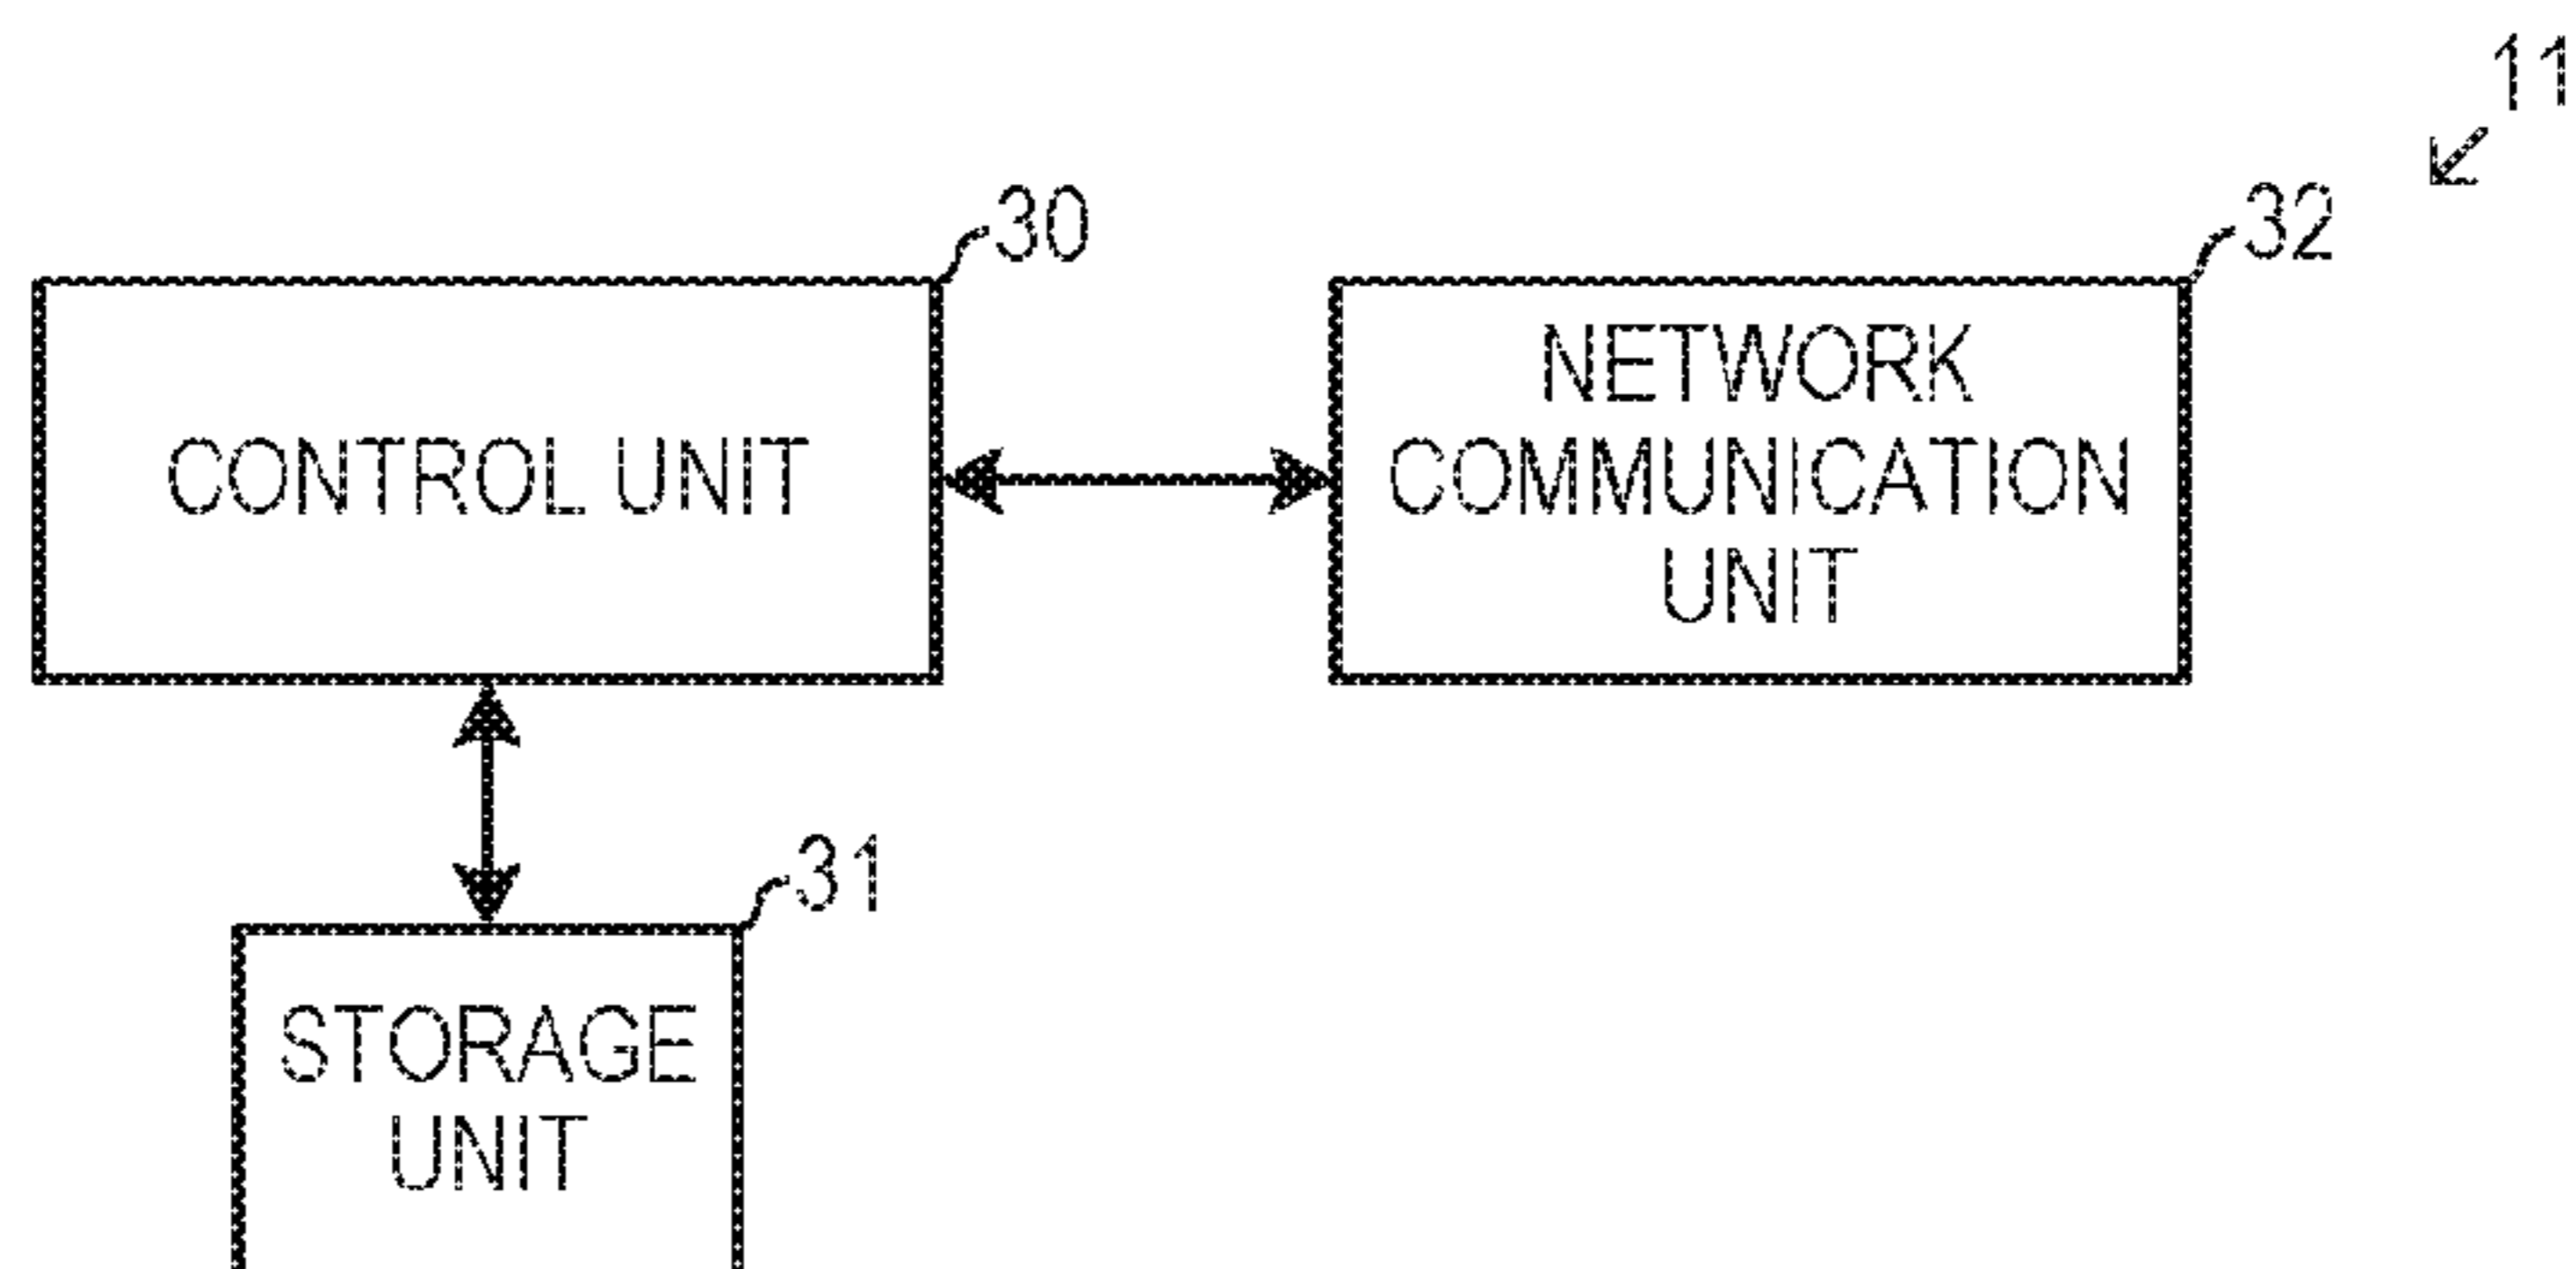 11
30
32
CONTROL UNIT
NETWORK
COMMUNICATION
UNIT
31
STORAGE
UNIT